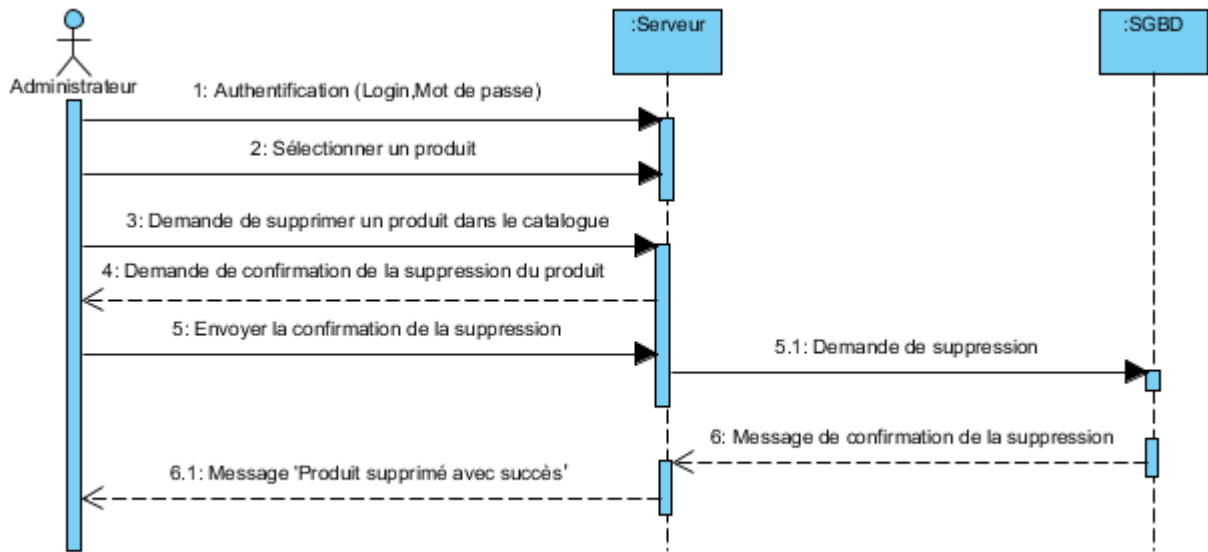 :Serveur
:SGBD
Administrateur
1: Authentification (Login,Mot de passe)
2: Sélectionner un produit
3: Demande de supprimer un produit dans le catalogue
4: Demande de confirmation de la suppression du produit
5: Envoyer la confirmation de la suppression
5.1: Demande de suppression
6: Message de confirmation de la suppression
6.1: Message 'Produit supprimé avec succès'